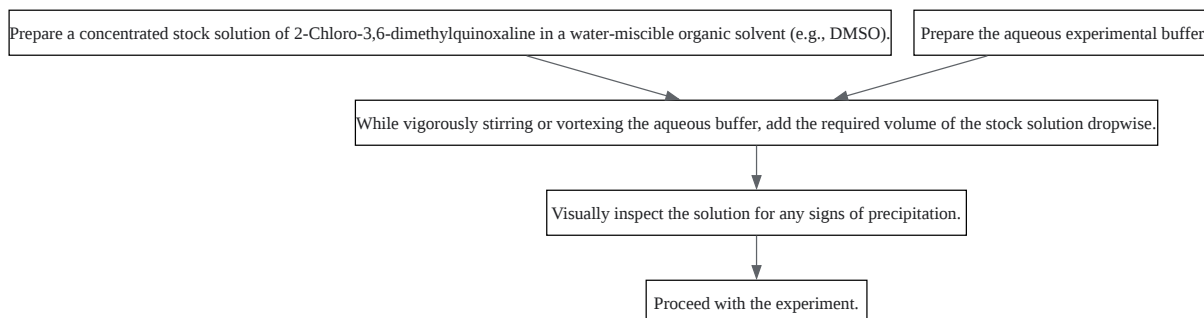 Prepare a concentrated stock solution of 2-Chloro-3,6-dimethylquinoxaline in a water-miscible organic solvent (e.g., DMSO).
Prepare the aqueous experimental buffer
While vigorously stirring or vortexing the aqueous buffer, add the required volume of the stock solution dropwise.
Visually inspect the solution for any signs of precipitation.
Proceed with the experiment.